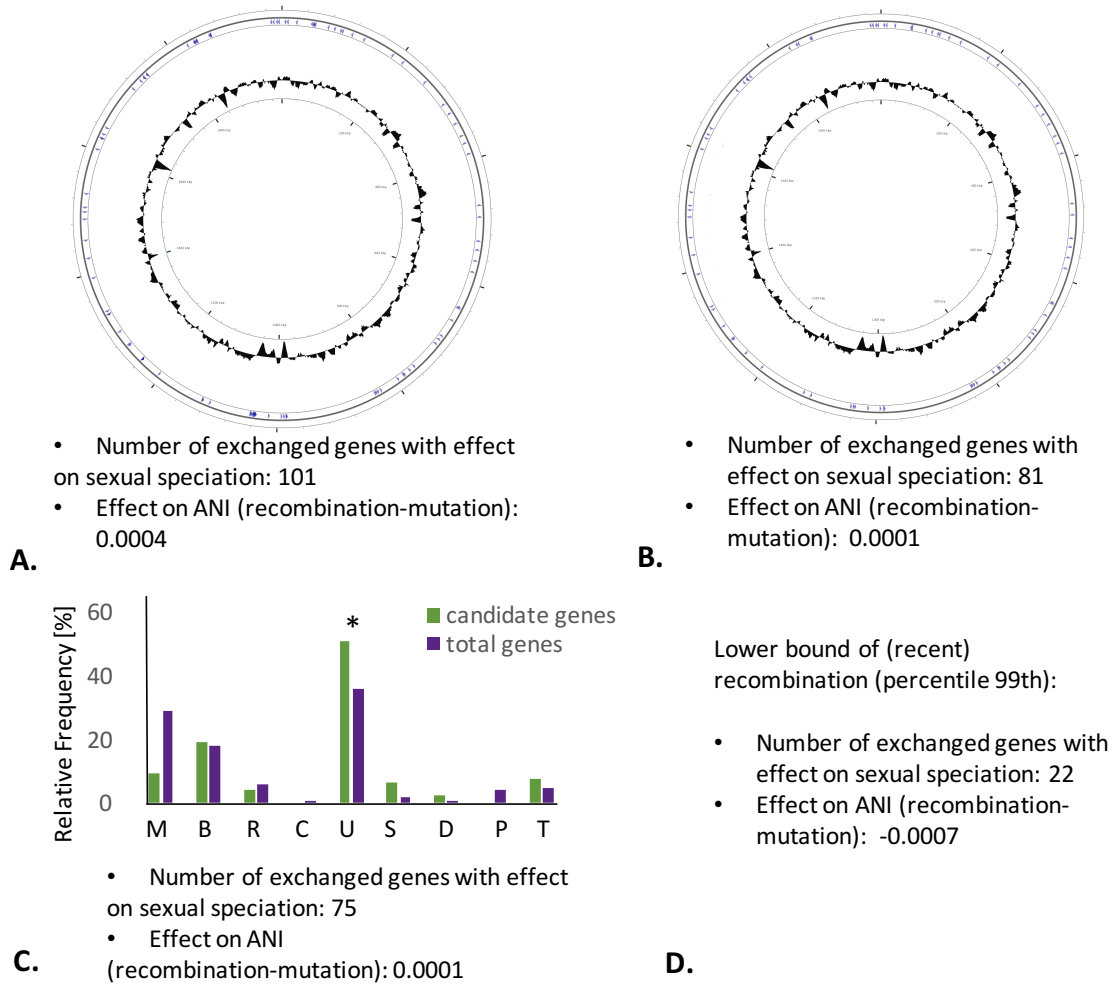 • Number of exchanged genes with effect
on sexual speciation: 101
• Effect on ANI (recombination-mutation):
0.0004
A.
• Number of exchanged genes with
effect on sexual speciation: 81
• Effect on ANI (recombination-
mutation): 0.0001
B.
Relative Frequency [%]
60
40
20
0
*
candidate genes
total genes
M B R C U S D P T
• Number of exchanged genes with effect
on sexual speciation: 75
• Effect on ANI
(recombination-mutation): 0.0001
C.
Lower bound of (recent)
recombination (percentile 99th):
• Number of exchanged genes with
effect on sexual speciation: 22
• Effect on ANI (recombination-
mutation): -0.0007
D.